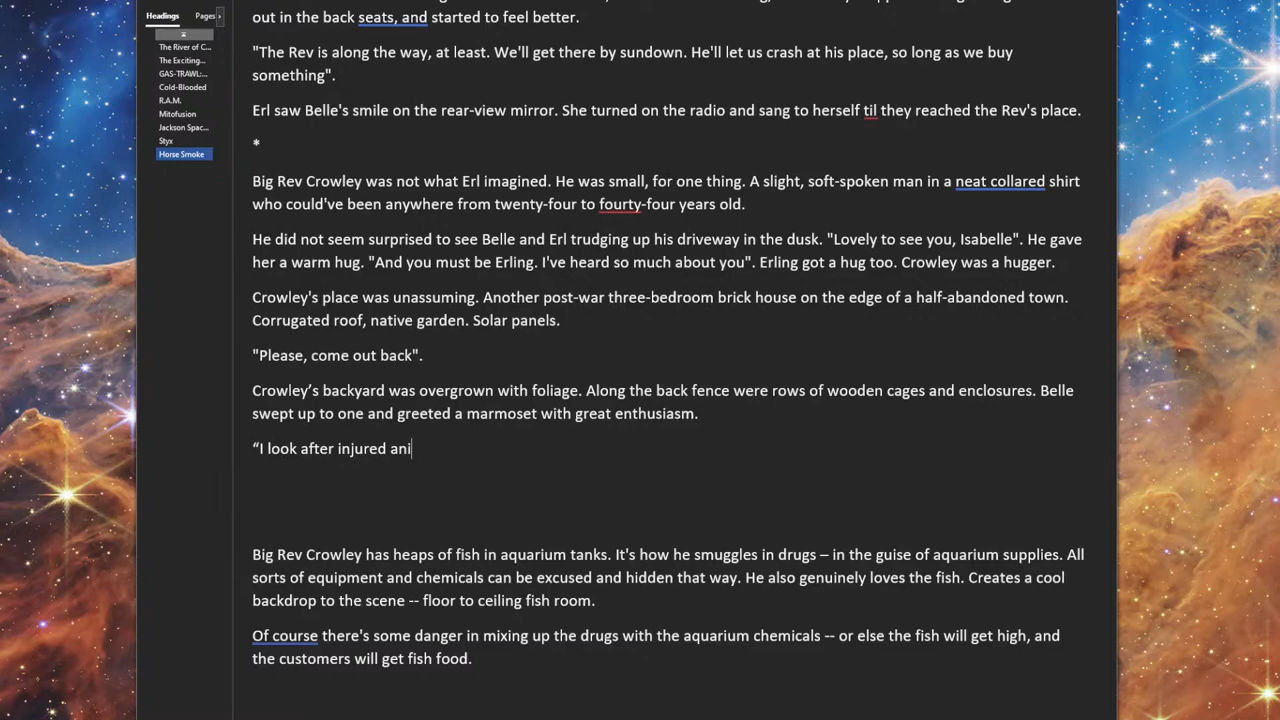 Headings
Pages
The River of C...
The Exciting...
GAS-TRAWL:...
Cold-Blooded
R.A.M.
Mitofusion
Jackson Spac...
Styx
Horse Smoke
out in the back seats, and started to feel better.
"The Rev is along the way, at least. We'll get there by sundown. He'll let us crash at his place, so long as we buy
something".
Erl saw Belle's smile on the rear-view mirror. She turned on the radio and sang to herself til they reached the Rev's place.
*
Big Rev Crowley was not what Erl imagined. He was small, for one thing. A slight, soft-spoken man in a neat collared shirt
who could've been anywhere from twenty-four to fourty-four years old.
He did not seem surprised to see Belle and Erl trudging up his driveway in the dusk. "Lovely to see you, Isabelle". He gave
her a warm hug. "And you must be Erling. I've heard so much about you". Erling got a hug too. Crowley was a hugger.
Crowley's place was unassuming. Another post-war three-bedroom brick house on the edge of a half-abandoned town.
Corrugated roof, native garden. Solar panels.
"Please, come out back".
Crowley’s backyard was overgrown with foliage. Along the back fence were rows of wooden cages and enclosures. Belle
swept up to one and greeted a marmoset with great enthusiasm.
“I look after injured ani
Big Rev Crowley has heaps of fish in aquarium tanks. It's how he smuggles in drugs – in the guise of aquarium supplies. All
sorts of equipment and chemicals can be excused and hidden that way. He also genuinely loves the fish. Creates a cool
backdrop to the scene -- floor to ceiling fish room.
Of course there's some danger in mixing up the drugs with the aquarium chemicals -- or else the fish will get high, and
the customers will get fish food.